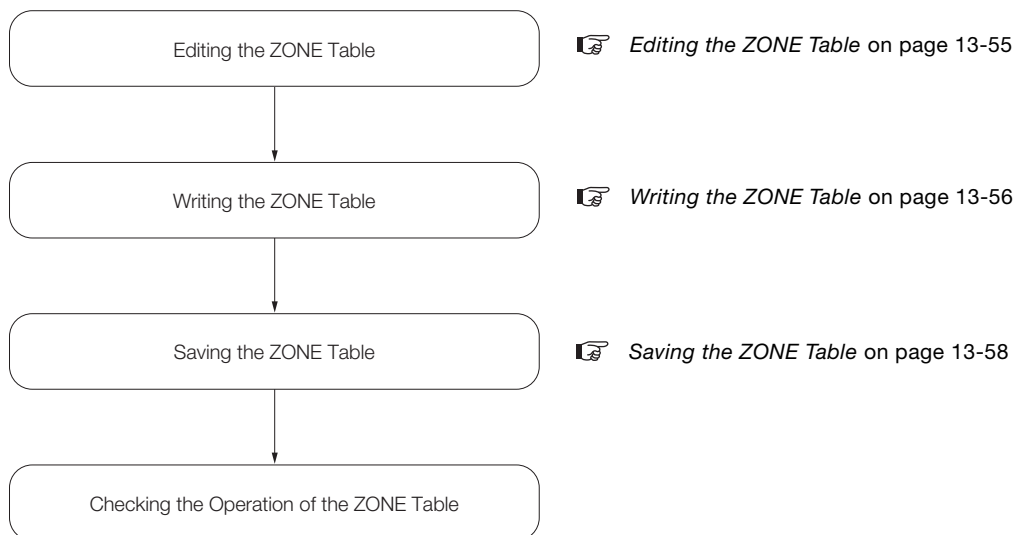 Editing the ZONE Table
Editing the ZONE Table on page 13-55
Writing the ZONE Table
Writing the ZONE Table on page 13-56
Saving the ZONE Table
Saving the ZONE Table on page 13-58
Checking the Operation of the ZONE Table